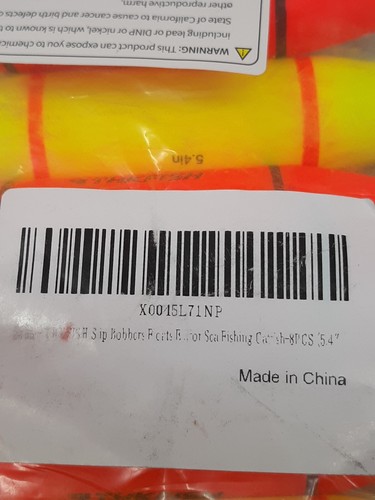 WARNING: This product can expose you to chemic
including lead or DINP or nickel, which is known to t
State of California to cause cancer and birth defects o
other reproductive harm.
5.4in
X0045L71NP
Slip Bobbers Floats For Sea Fishing Catfish-8PCS (5.4"
Made in China